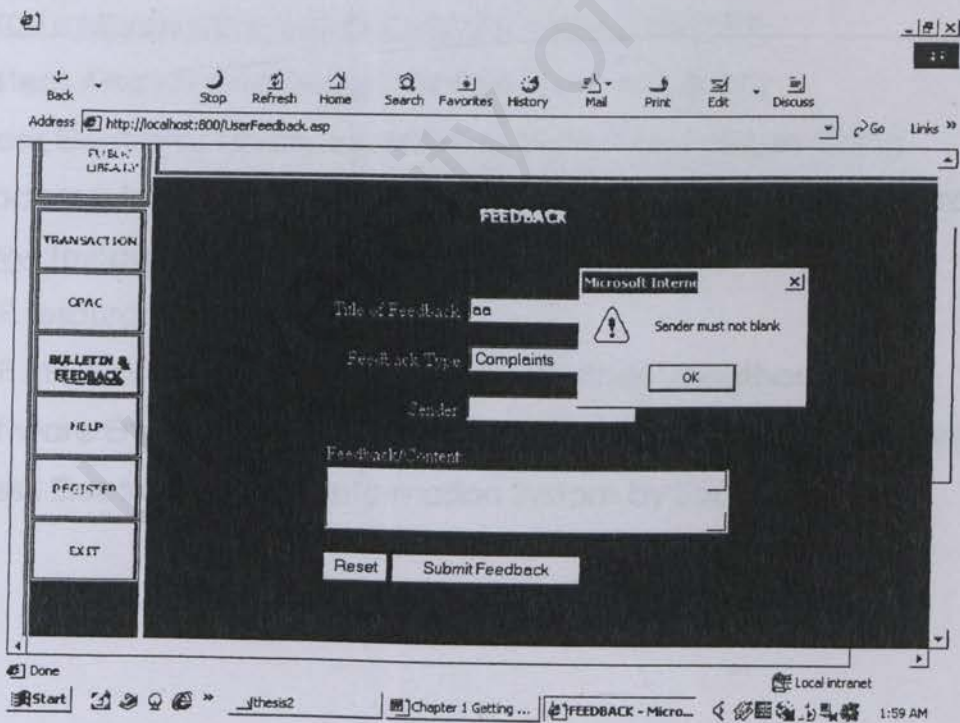 Back Stop Refresh Home Search Favorites History Mail Print Edit Discuss
Address http://localhost:800/UserFeedback.asp Go Links »
PUBLIC
LIBRARY
FEEDBACK
TRANSACTION
OPAC
BULLETIN &
FEEDBACK
HELP
REGISTER
EXIT
Title of Feedback aa
Feedback Type Complaints
Sender
Feedback/Content
Reset Submit Feedback
Microsoft Interne
Sender must not blank
OK
Done
Local intranet
Start » thesis2 Chapter 1 Getting ... FEEDBACK - Micro... 1:59 AM